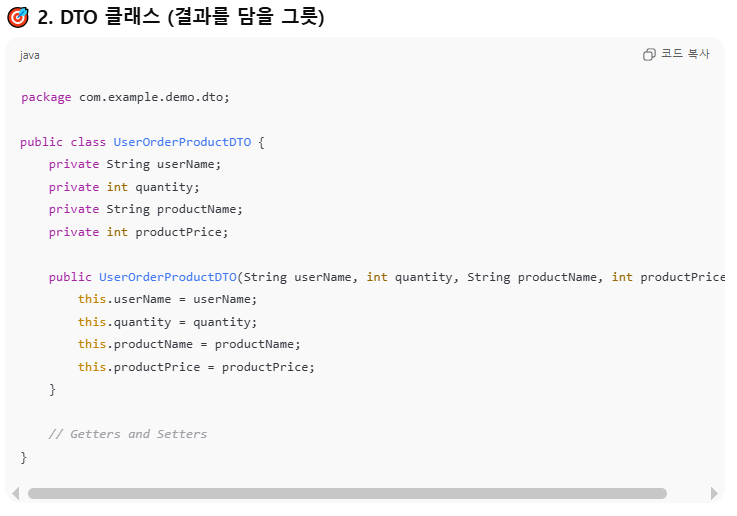 🎯 2. DTO 클래스 (결과를 담을 그릇)
java
코드 복사
package com.example.demo.dto;
public class UserOrderProductDTO {
    private String userName;
    private int quantity;
    private String productName;
    private int productPrice;
    public UserOrderProductDTO(String userName, int quantity, String productName, int productPrice
        this.userName = userName;
        this.quantity = quantity;
        this.productName = productName;
        this.productPrice = productPrice;
    }
    // Getters and Setters
}